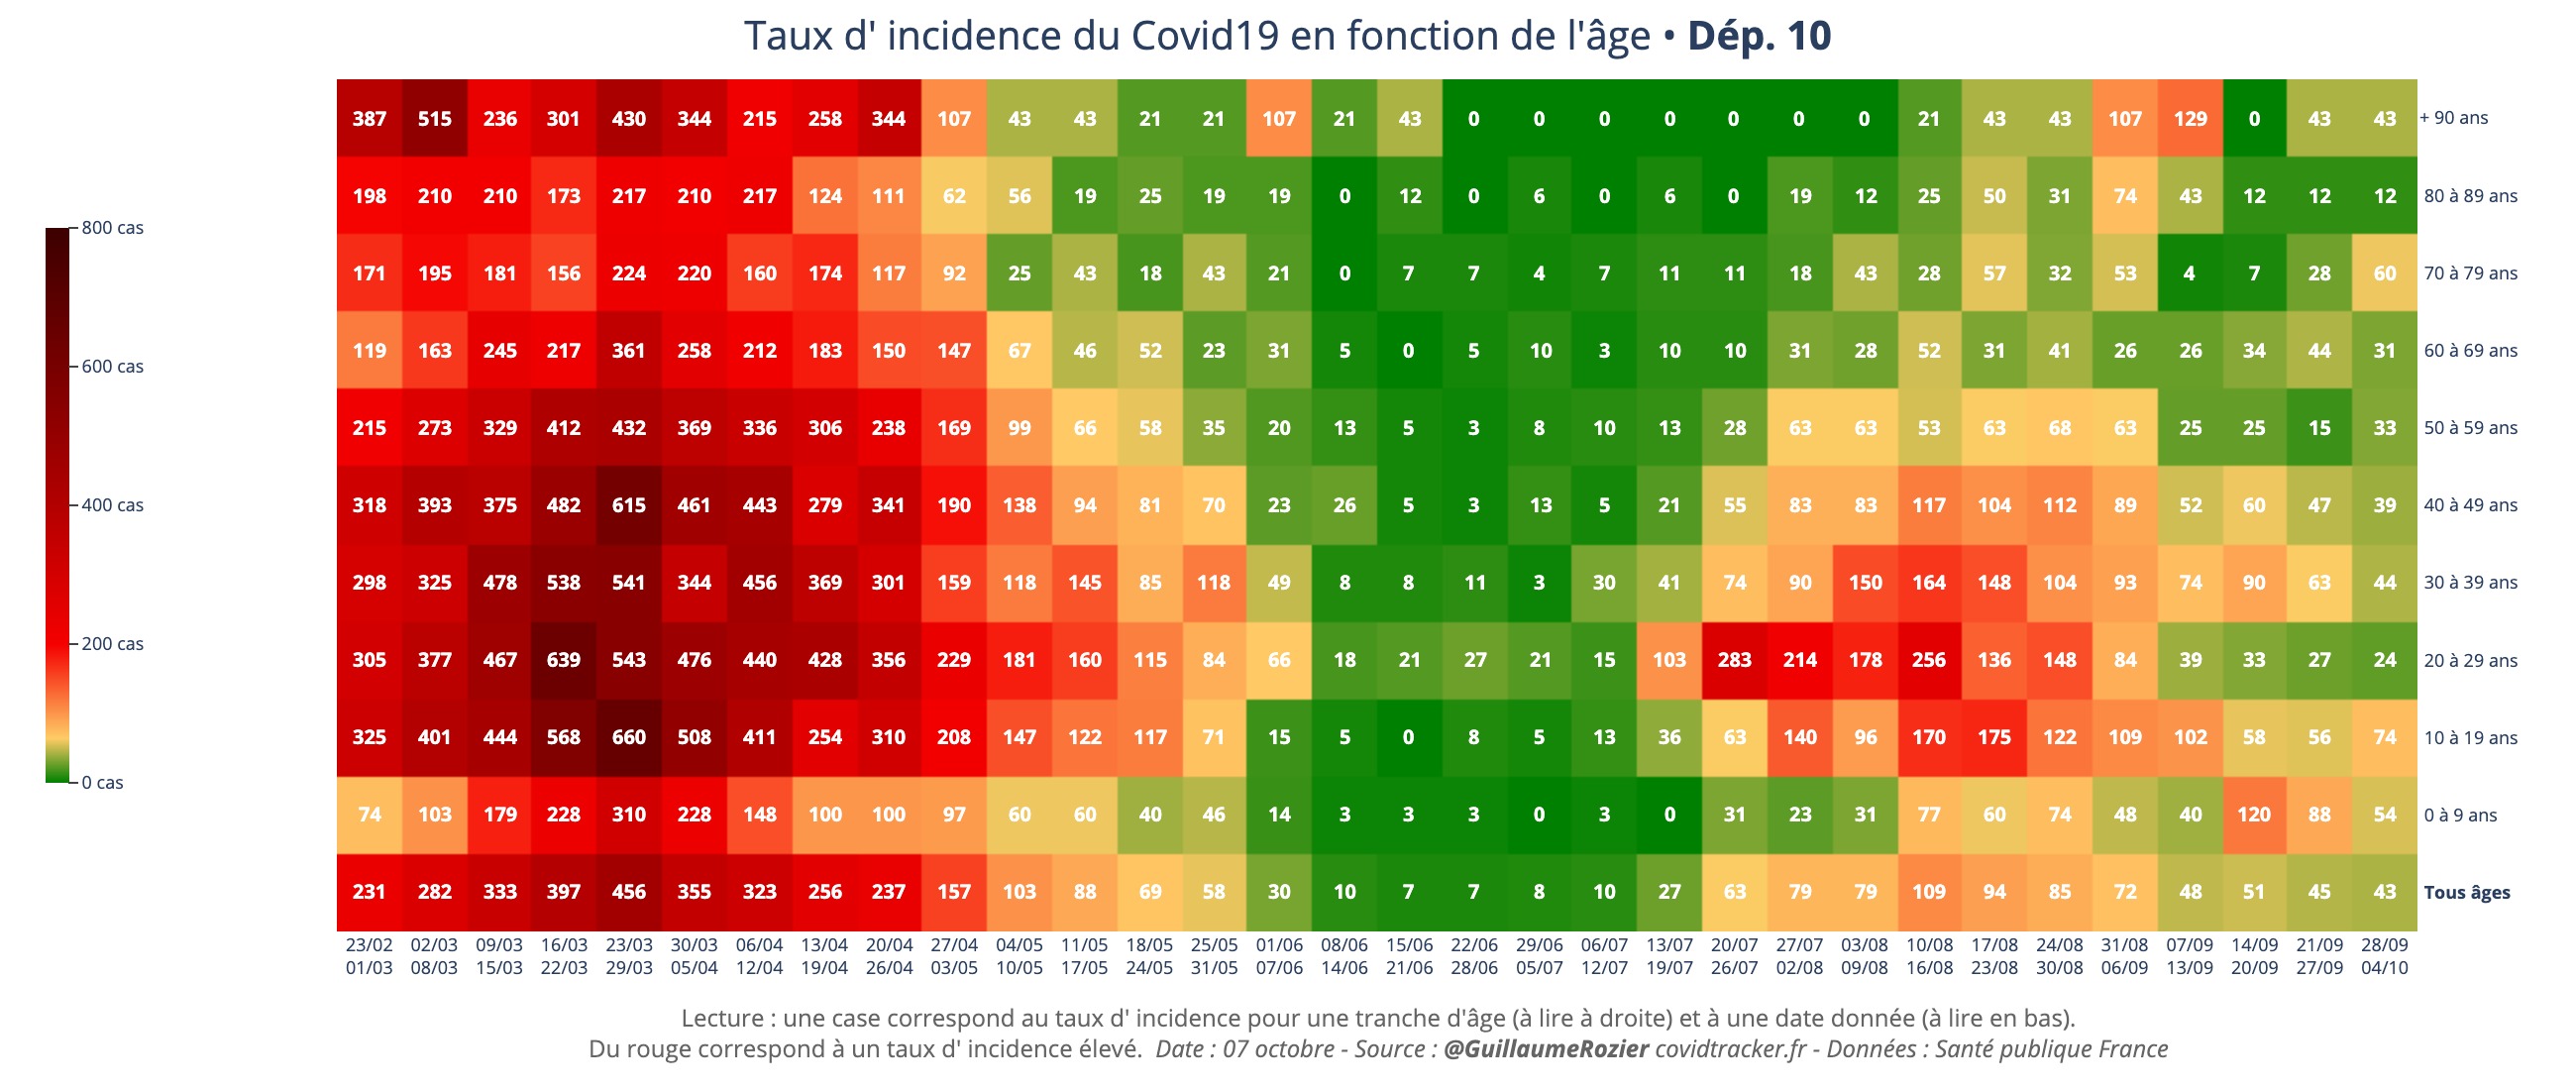 Taux d' incidence du Covid19 en fonction de l'âge • Dép. 10
800 cas
600 cas
400 cas
200 cas
0 cas
387 515 236 301 430 344 215 258 344 107 43 43 21 21 107 21 43 0 0 0 0 0 0 0 21 43 43 107 129 0 43 43 + 90 ans
198 210 210 173 217 210 217 124 111 62 56 19 25 19 19 0 12 0 6 0 6 0 19 12 25 50 31 74 43 12 12 12 80 à 89 ans
171 195 181 156 224 220 160 174 117 92 25 43 18 43 21 0 7 7 4 7 11 11 18 43 28 57 32 53 4 7 28 60 70 à 79 ans
119 163 245 217 361 258 212 183 150 147 67 46 52 23 31 5 0 5 10 3 10 10 31 28 52 31 41 26 26 34 44 31 60 à 69 ans
215 273 329 412 432 369 336 306 238 169 99 66 58 35 20 13 5 3 8 10 13 28 63 63 53 63 68 63 25 25 15 33 50 à 59 ans
318 393 375 482 615 461 443 279 341 190 138 94 81 70 23 26 5 3 13 5 21 55 83 83 117 104 112 89 52 60 47 39 40 à 49 ans
298 325 478 538 541 344 456 369 301 159 118 145 85 118 49 8 8 11 3 30 41 74 90 150 164 148 104 93 74 90 63 44 30 à 39 ans
305 377 467 639 543 476 440 428 356 229 181 160 115 84 66 18 21 27 21 15 103 283 214 178 256 136 148 84 39 33 27 24 20 à 29 ans
325 401 444 568 660 508 411 254 310 208 147 122 117 71 15 5 0 8 5 13 36 63 140 96 170 175 122 109 102 58 56 74 10 à 19 ans
74 103 179 228 310 228 148 100 100 97 60 60 40 46 14 3 3 3 0 3 0 31 23 31 77 60 74 48 40 120 88 54 0 à 9 ans
231 282 333 397 456 355 323 256 237 157 103 88 69 58 30 10 7 7 8 10 27 63 79 79 109 94 85 72 48 51 45 43 Tous âges
23/02 02/03 09/03 16/03 23/03 30/03 06/04 13/04 20/04 27/04 04/05 11/05 18/05 25/05 01/06 08/06 15/06 22/06 29/06 06/07 13/07 20/07 27/07 03/08 10/08 17/08 24/08 31/08 07/09 14/09 21/09 28/09
01/03 08/03 15/03 22/03 29/03 05/04 12/04 19/04 26/04 03/05 10/05 17/05 24/05 31/05 07/06 14/06 21/06 28/06 05/07 12/07 19/07 26/07 02/08 09/08 16/08 23/08 30/08 06/09 13/09 20/09 27/09 04/10
Lecture : une case correspond au taux d' incidence pour une tranche d'âge (à lire à droite) et à une date donnée (à lire en bas).
Du rouge correspond à un taux d' incidence élevé. Date : 07 octobre - Source : @GuillaumeRozier covidtracker.fr - Données : Santé publique France